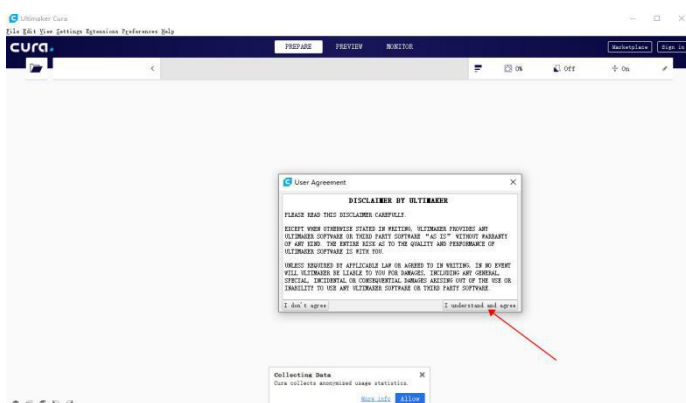 Ultimaker Cura
File Edit View Settings Extensions Preferences Help
cura.
PREPARE PREVIEW MONITOR
Marketplace Sign in
0% Off On
User Agreement
DISCLAIMER BY ULTIMAKER
PLEASE READ THIS DISCLAIMER CAREFULLY.
EXCEPT WHEN OTHERWISE STATED IN WRITING, ULTIMAKER PROVIDES ANY
ULTIMAKER SOFTWARE OR THIRD PARTY SOFTWARE "AS IS" WITHOUT WARRANTY
OF ANY KIND. THE ENTIRE RISK AS TO THE QUALITY AND PERFORMANCE OF
ULTIMAKER SOFTWARE IS WITH YOU.
UNLESS REQUIRED BY APPLICABLE LAW OR AGREED TO IN WRITING, IN NO EVENT
WILL ULTIMAKER BE LIABLE TO YOU FOR DAMAGES, INCLUDING ANY GENERAL,
SPECIAL, INCIDENTAL OR CONSEQUENTIAL DAMAGES ARISING OUT OF THE USE OR
INABILITY TO USE ANY ULTIMAKER SOFTWARE OR THIRD PARTY SOFTWARE.
I don't agree I understand and agree
Collecting Data
Cura collects anonymized usage statistics.
More info Allow